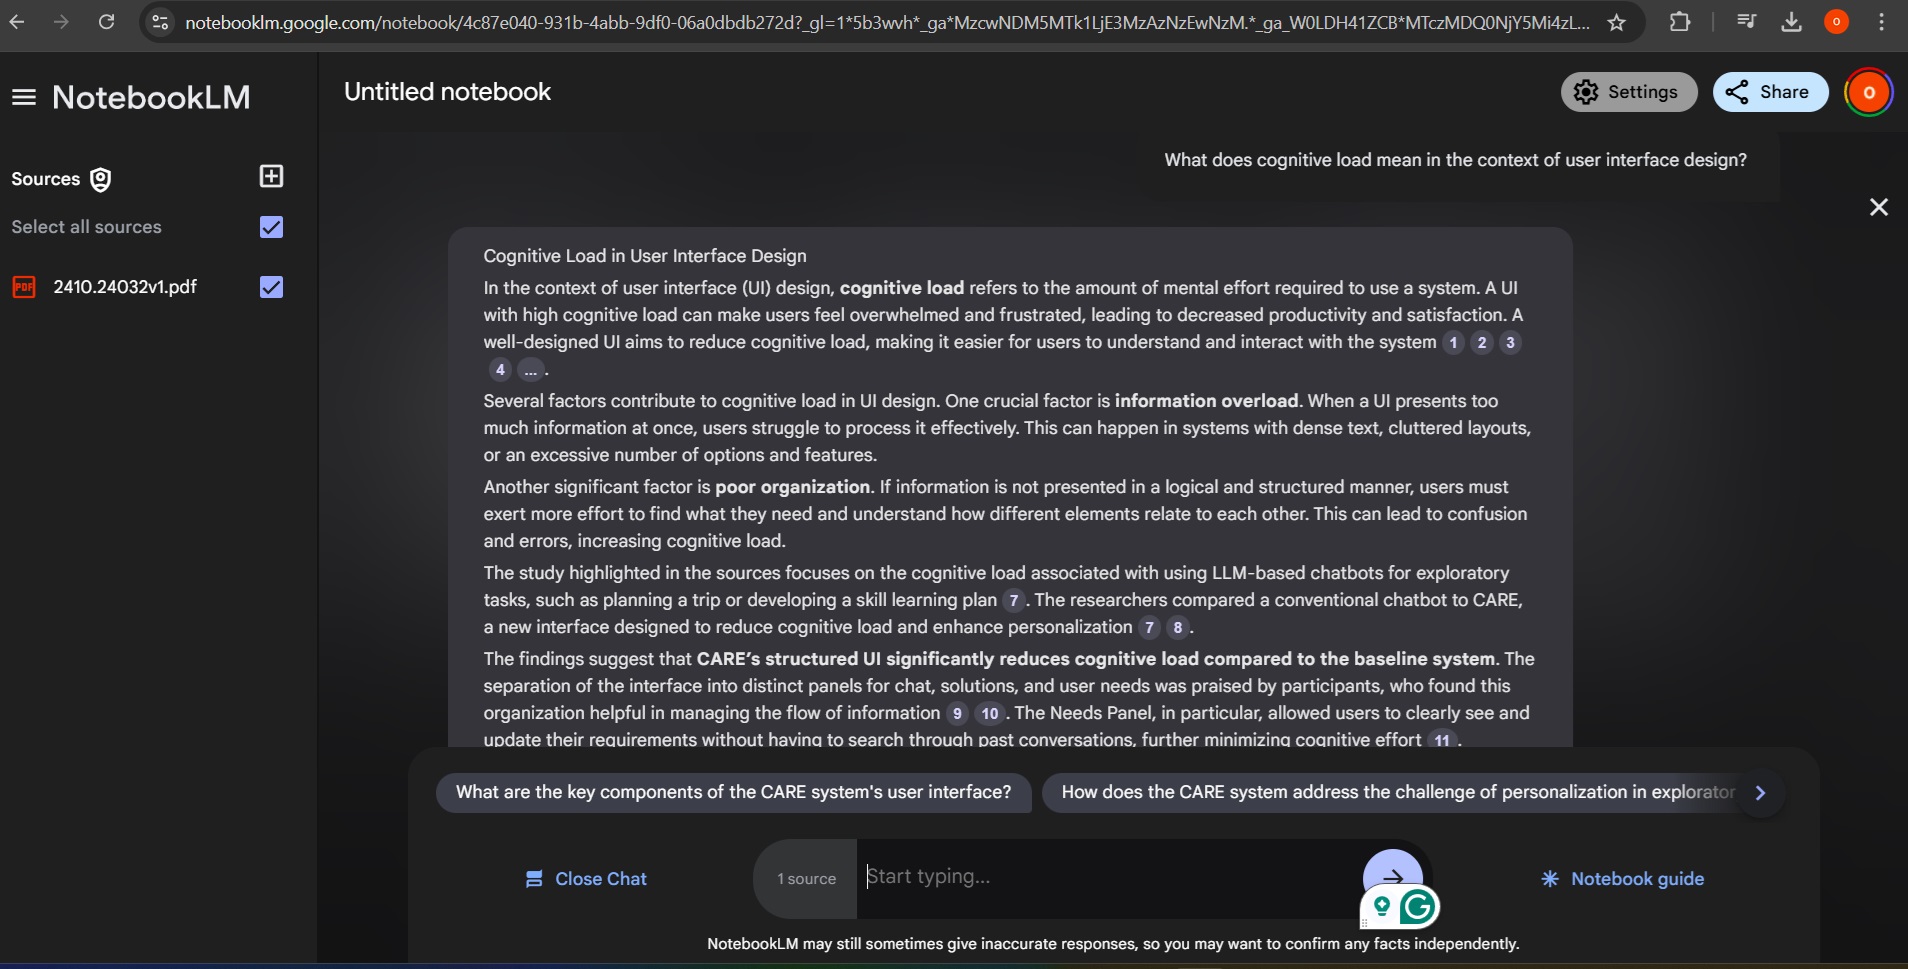 notebooklm.google.com/notebook/4c87e040-931b-4abb-9df0-06a0dbdb272d?_gl=1*5b3wvh*_ga*MzcwNDM5MTk1LjE3MzAzNzEwNzM.*_ga_W0LDH41ZCB*MTczMDQ0NjY5Mi4zL...
O
NotebookLM
Untitled notebook
Settings
Share
O
Sources
Select all sources
PDF
2410.24032v1.pdf
What does cognitive load mean in the context of user interface design?
Cognitive Load in User Interface Design
In the context of user interface (UI) design, cognitive load refers to the amount of mental effort required to use a system. A UI
with high cognitive load can make users feel overwhelmed and frustrated, leading to decreased productivity and satisfaction. A
well-designed UI aims to reduce cognitive load, making it easier for users to understand and interact with the system 1 2 3
4 ... .
Several factors contribute to cognitive load in UI design. One crucial factor is information overload. When a UI presents too
much information at once, users struggle to process it effectively. This can happen in systems with dense text, cluttered layouts,
or an excessive number of options and features.
Another significant factor is poor organization. If information is not presented in a logical and structured manner, users must
exert more effort to find what they need and understand how different elements relate to each other. This can lead to confusion
and errors, increasing cognitive load.
The study highlighted in the sources focuses on the cognitive load associated with using LLM-based chatbots for exploratory
tasks, such as planning a trip or developing a skill learning plan 7 . The researchers compared a conventional chatbot to CARE,
a new interface designed to reduce cognitive load and enhance personalization 7 8 .
The findings suggest that CARE’s structured UI significantly reduces cognitive load compared to the baseline system. The
separation of the interface into distinct panels for chat, solutions, and user needs was praised by participants, who found this
organization helpful in managing the flow of information 9 10 . The Needs Panel, in particular, allowed users to clearly see and
update their requirements without having to search through past conversations, further minimizing cognitive effort 11 .
What are the key components of the CARE system's user interface?
How does the CARE system address the challenge of personalization in explorator
Close Chat
1 source
Start typing...
Notebook guide
G
NotebookLM may still sometimes give inaccurate responses, so you may want to confirm any facts independently.